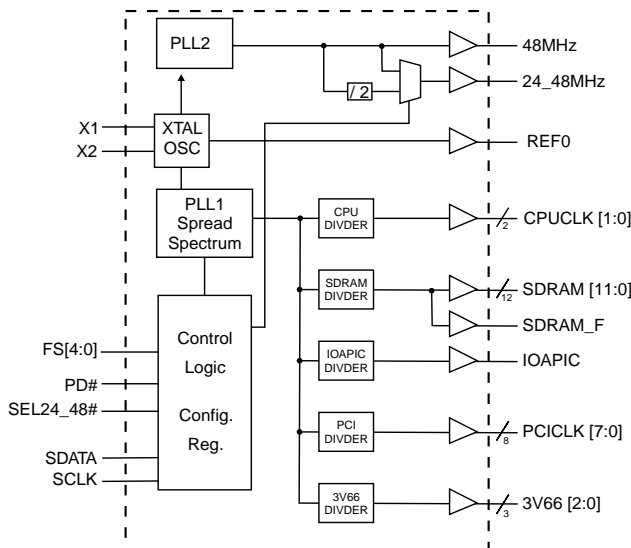 PLL2
48MHz
/ 2
24_48MHz
X1
X2
XTAL
OSC
REF0
PLL1
Spread
Spectrum
CPU
DIVDER
2
CPUCLK [1:0]
SDRAM
DIVDER
12
SDRAM [11:0]
SDRAM_F
Control
Logic
Config.
Reg.
FS[4:0]
PD#
SEL24_48#
SDATA
SCLK
IOAPIC
DIVDER
IOAPIC
PCI
DIVDER
8
PCICLK [7:0]
3V66
DIVDER
3
3V66 [2:0]